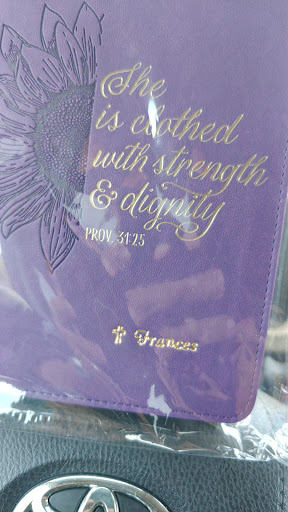 She
is clothed
with strength
& dignity
PROV. 31:25
✝ Frances